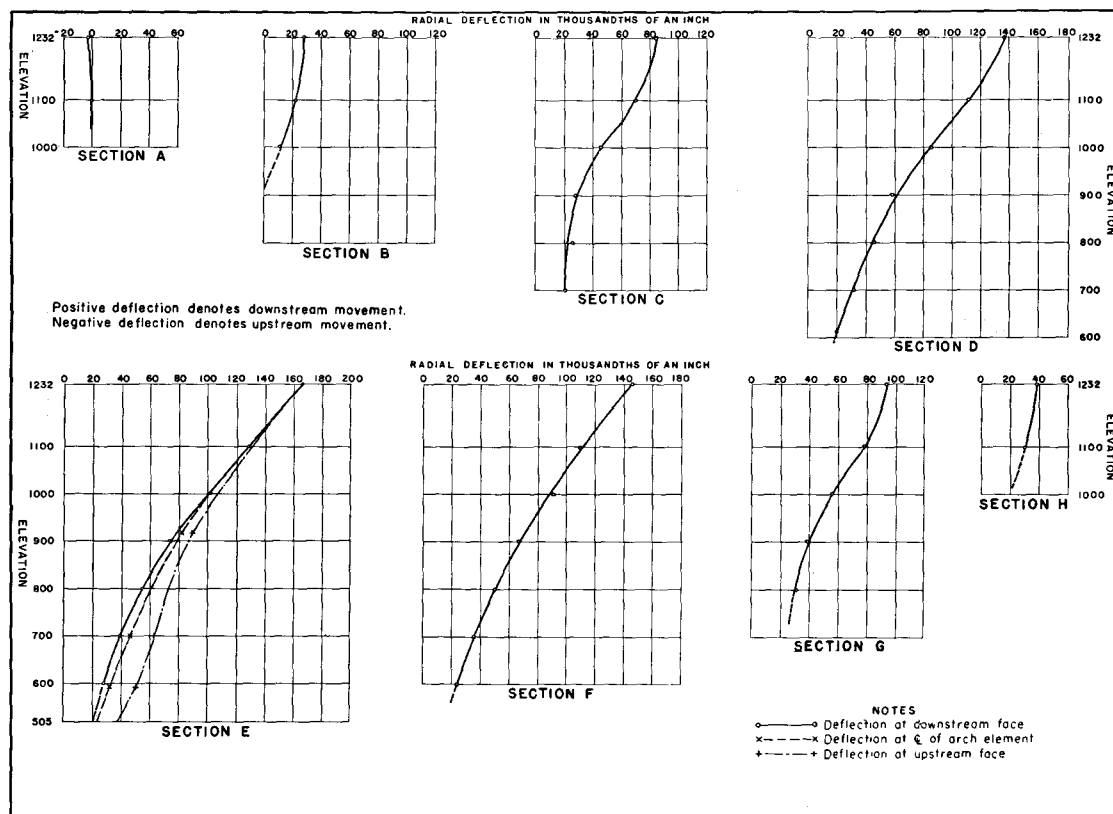 RADIAL DEFLECTION IN THOUSANDTHS OF AN INCH
-20 0 20 40 60
0 20 40 60 80 100 120
0 20 40 60 80 100 120
0 20 40 60 80 100 120 140 160 180
ELEVATION
1232
1100
1000
SECTION A
SECTION B
SECTION C
1232
1100
1000
900
800
700
600
ELEVATION
SECTION D
Positive deflection denotes downstream movement.
Negative deflection denotes upstream movement.
RADIAL DEFLECTION IN THOUSANDTHS OF AN INCH
0 20 40 60 80 100 120 140 160 180 200
0 20 40 60 80 100 120 140 160 180
0 20 40 60 80 100 120
0 20 40 60
ELEVATION
1232
1100
1000
900
800
700
600
505
SECTION E
SECTION F
SECTION G
1232
1100
1000
ELEVATION
SECTION H
NOTES
Deflection at downstream face
Deflection at ℄ of arch element
Deflection at upstream face